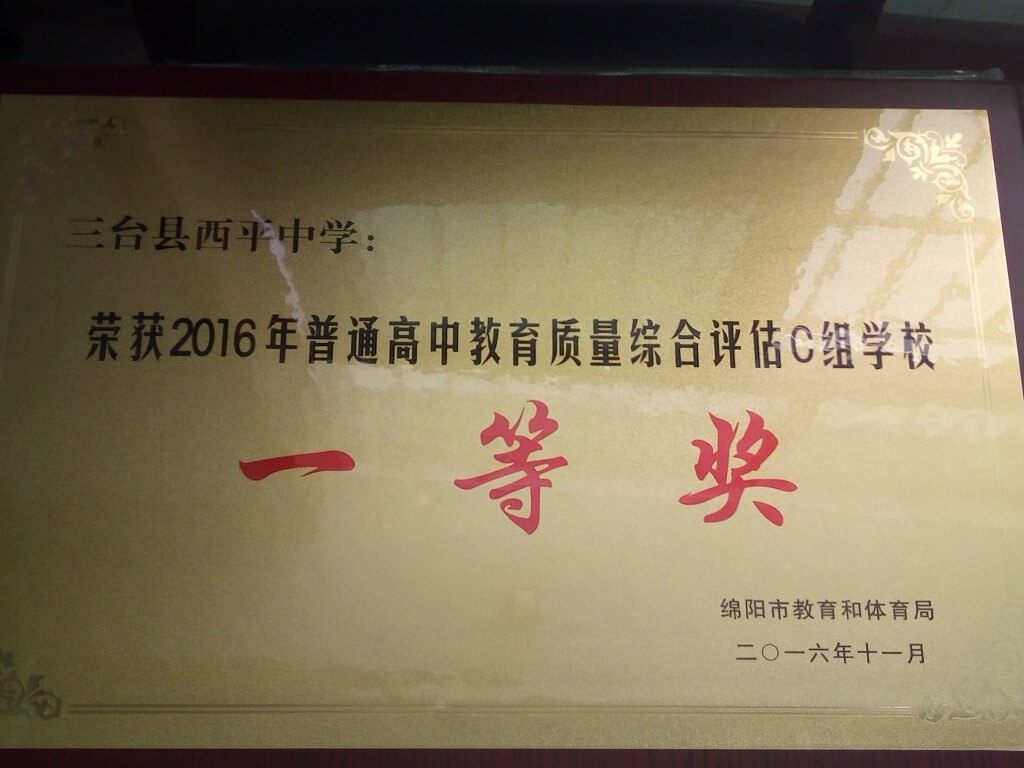 三台县西平中学：
荣获2016年普通高中教育质量综合评估C组学校
一等奖
绵阳市教育和体育局
二〇一六年十一月